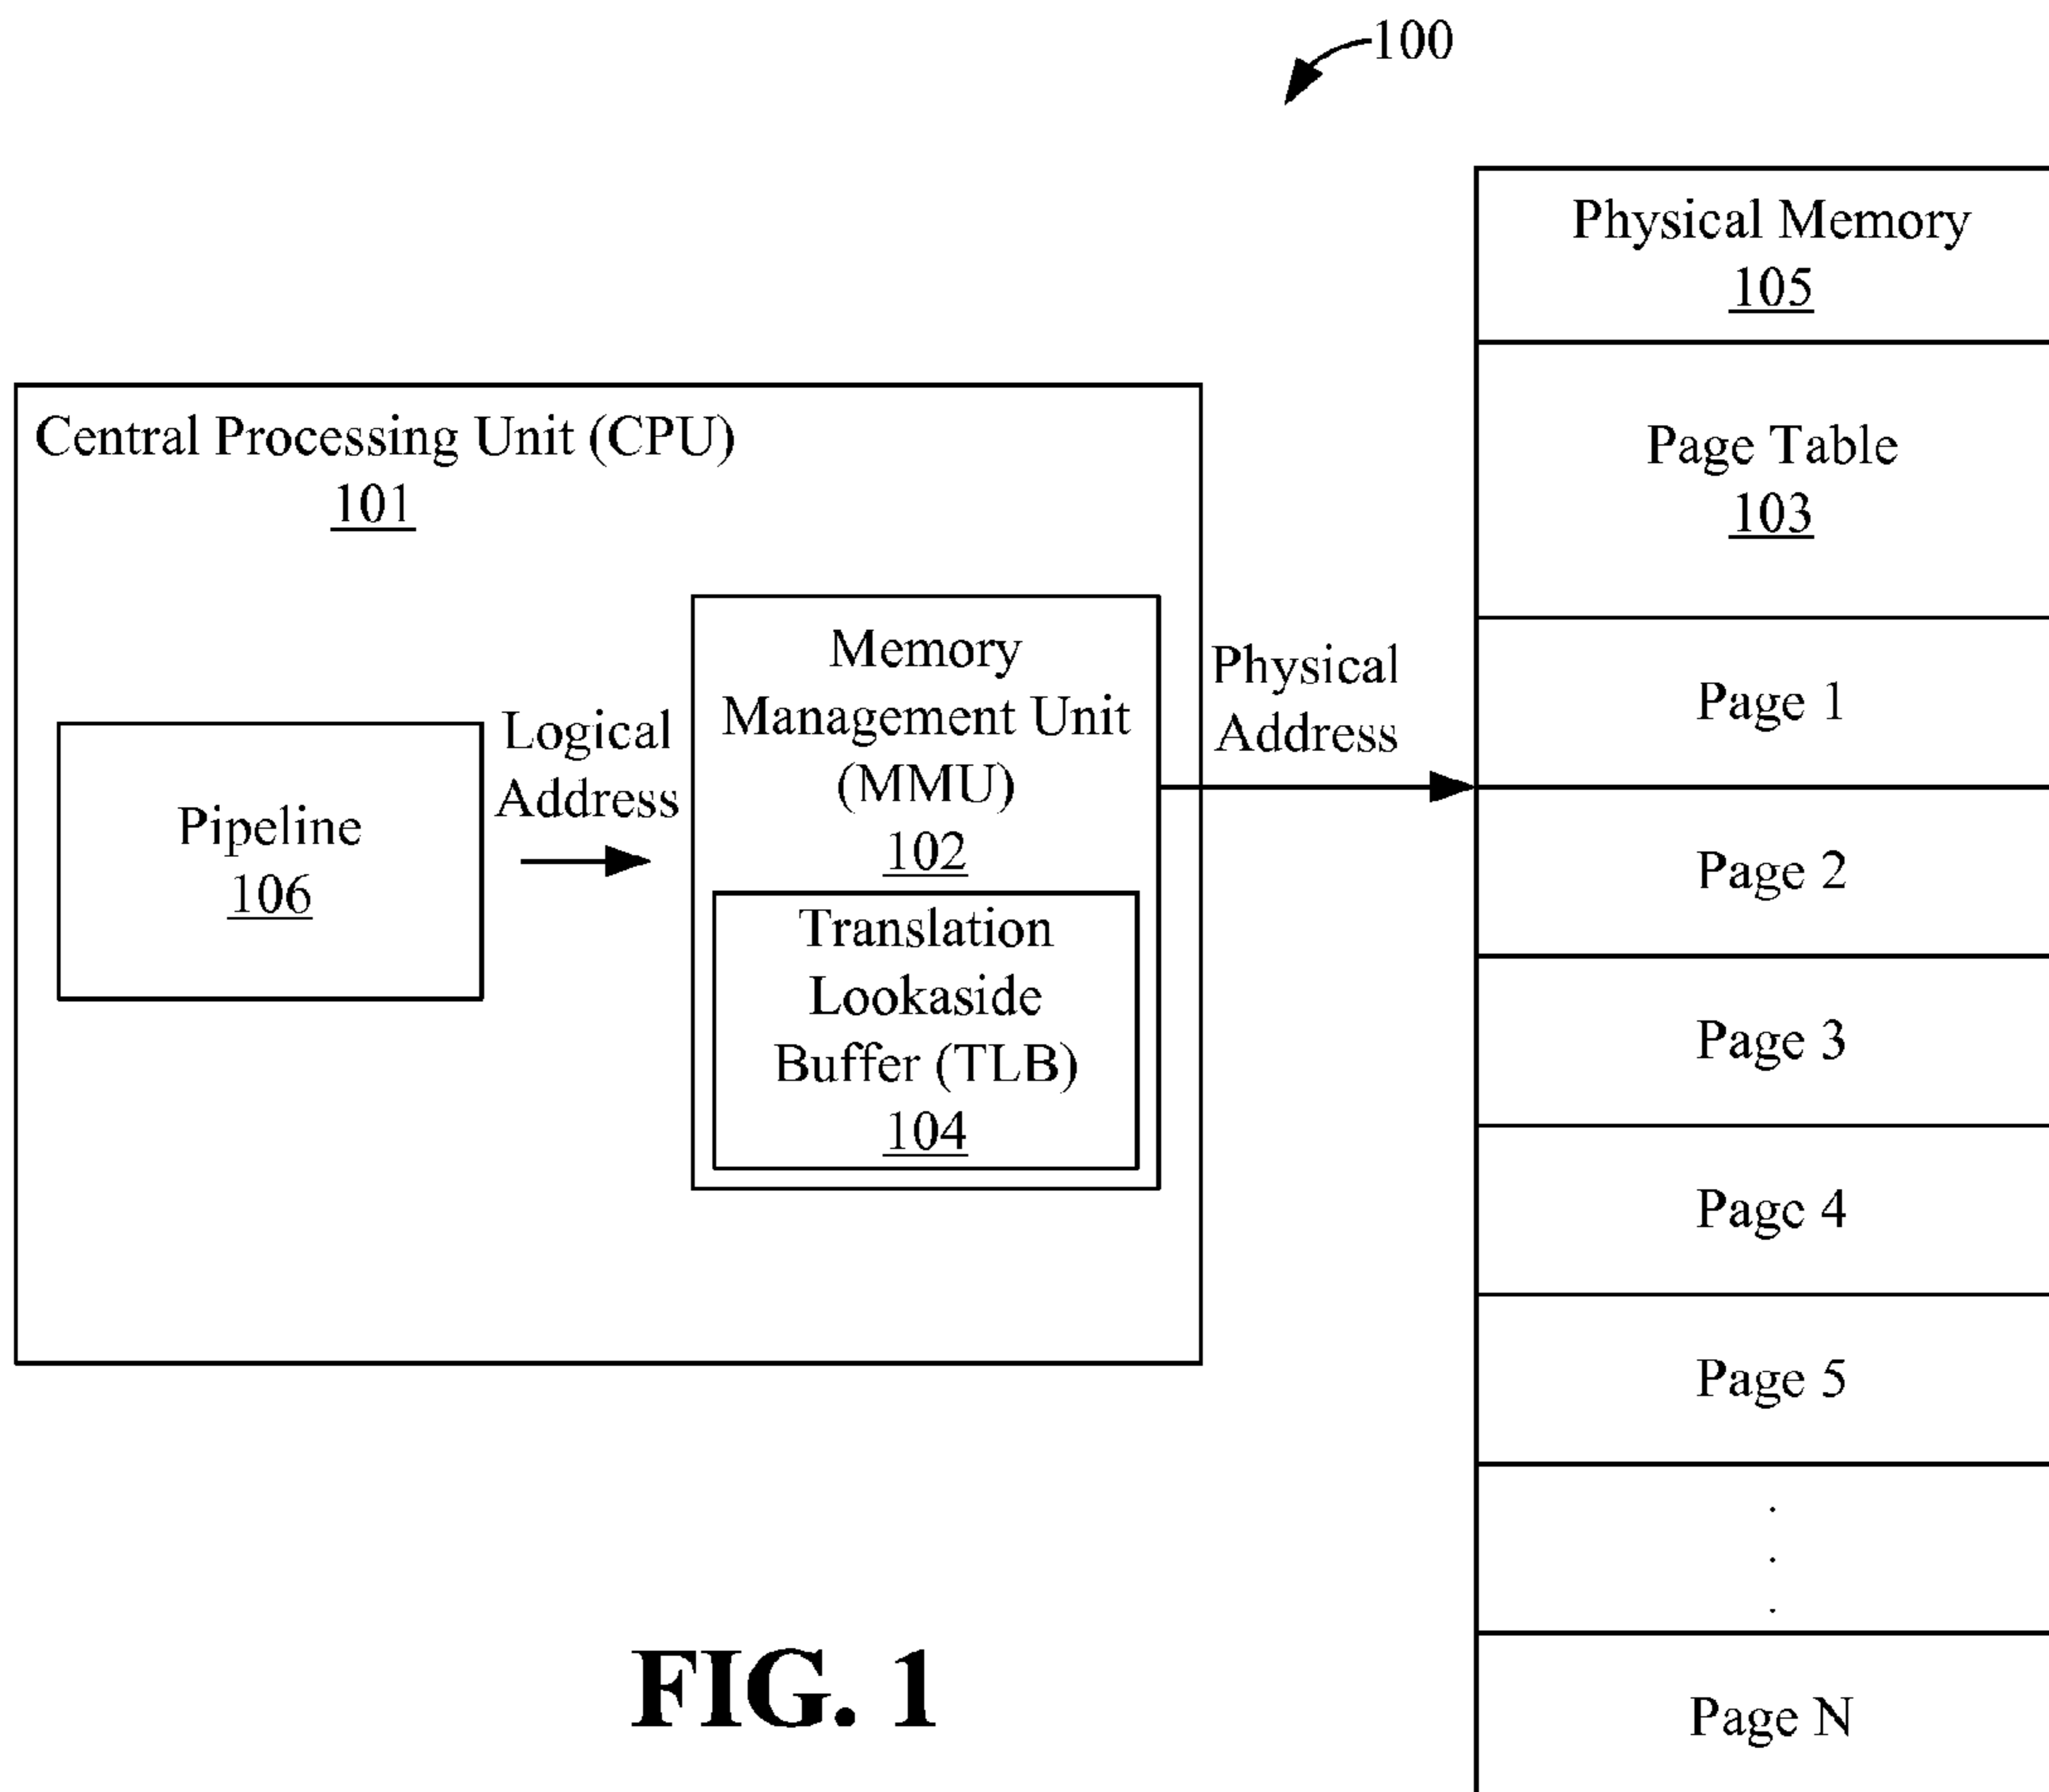 100
Physical Memory
105
Page Table
103
Central Processing Unit (CPU)
101
Pipeline
106
Logical
Address
Memory
Management Unit
(MMU)
102
Translation
Lookaside
Buffer (TLB)
104
Physical
Address
Page 1
Page 2
Page 3
Page 4
Page 5
.
.
.
Page N
FIG. 1